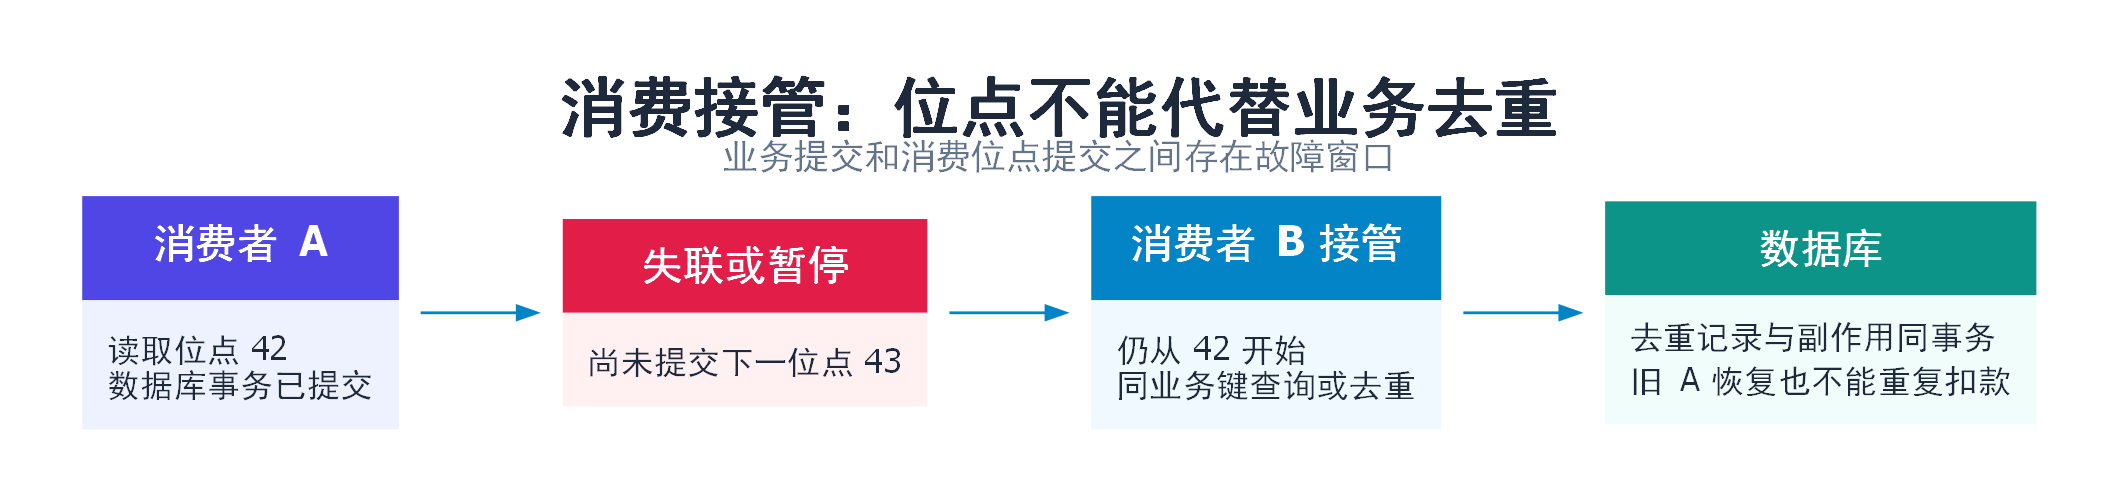 消费接管：位点不能代替业务去重
业务提交和消费位点提交之间存在故障窗口
消费者 A
读取位点 42
数据库事务已提交
失联或暂停
尚未提交下一位点 43
消费者 B 接管
仍从 42 开始
同业务键查询或去重
数据库
去重记录与副作用同事务
旧 A 恢复也不能重复扣款